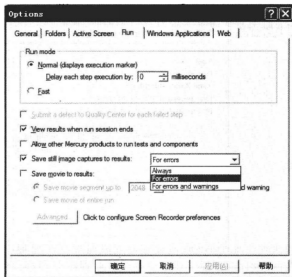 Options
General Folders Active Screen Run Windows Applications Web
Run mode
Normal (displays execution marker)
Delay each step execution by: 0 milliseconds
Fast
Submit a defect to Quality Center for each failed step
View results when run session ends
Allow other Mercury products to run tests and components
Save still image captures to results: For errors
Always
For errors
For errors and warnings
Save movie to results:
Save movie segment up to 2048 d warning
Save movie of entire run
Advanced Click to configure Screen Recorder preferences
确定 取消 应用(A) 帮助